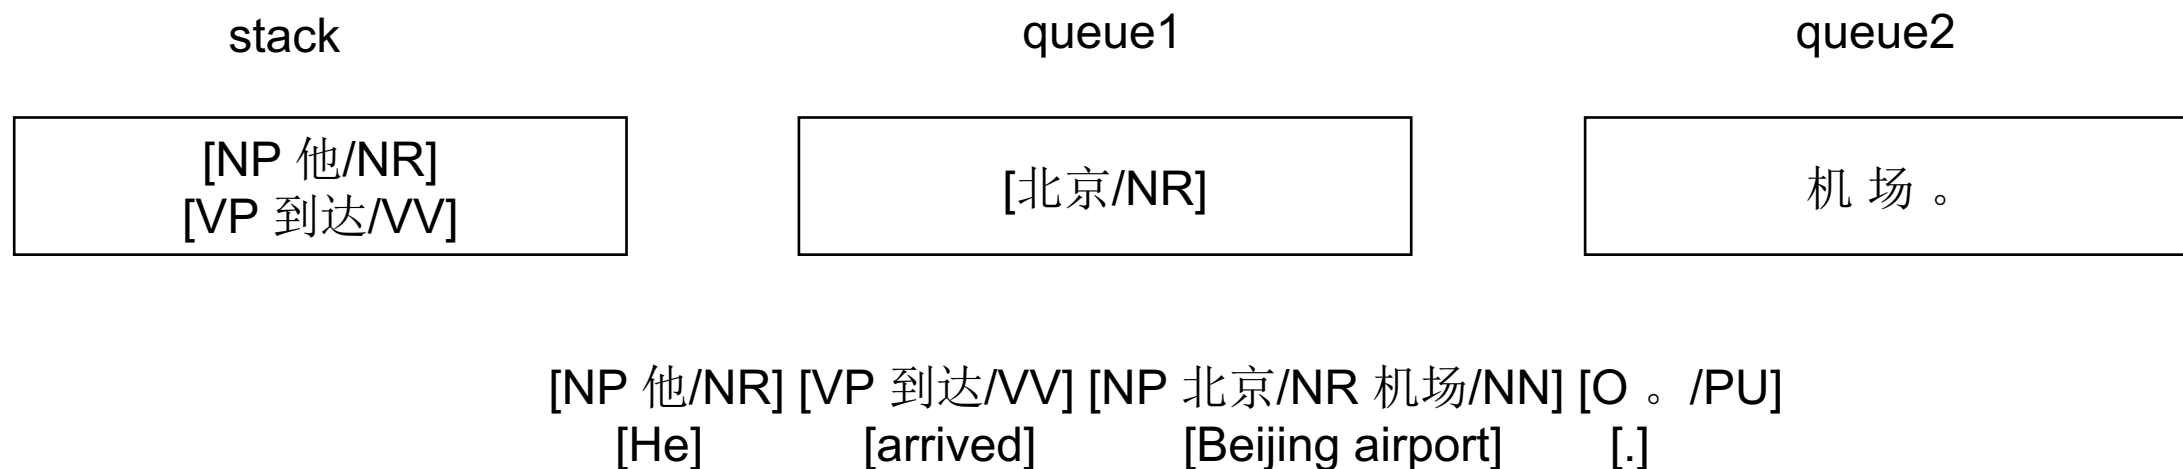 stack queue1 queue2
[NP 他/NR]
[VP 到达/VV]
[北京/NR]
机 场 。
[NP 他/NR] [VP 到达/VV] [NP 北京/NR 机场/NN] [O 。/PU]
[He] [arrived] [Beijing airport] [.]